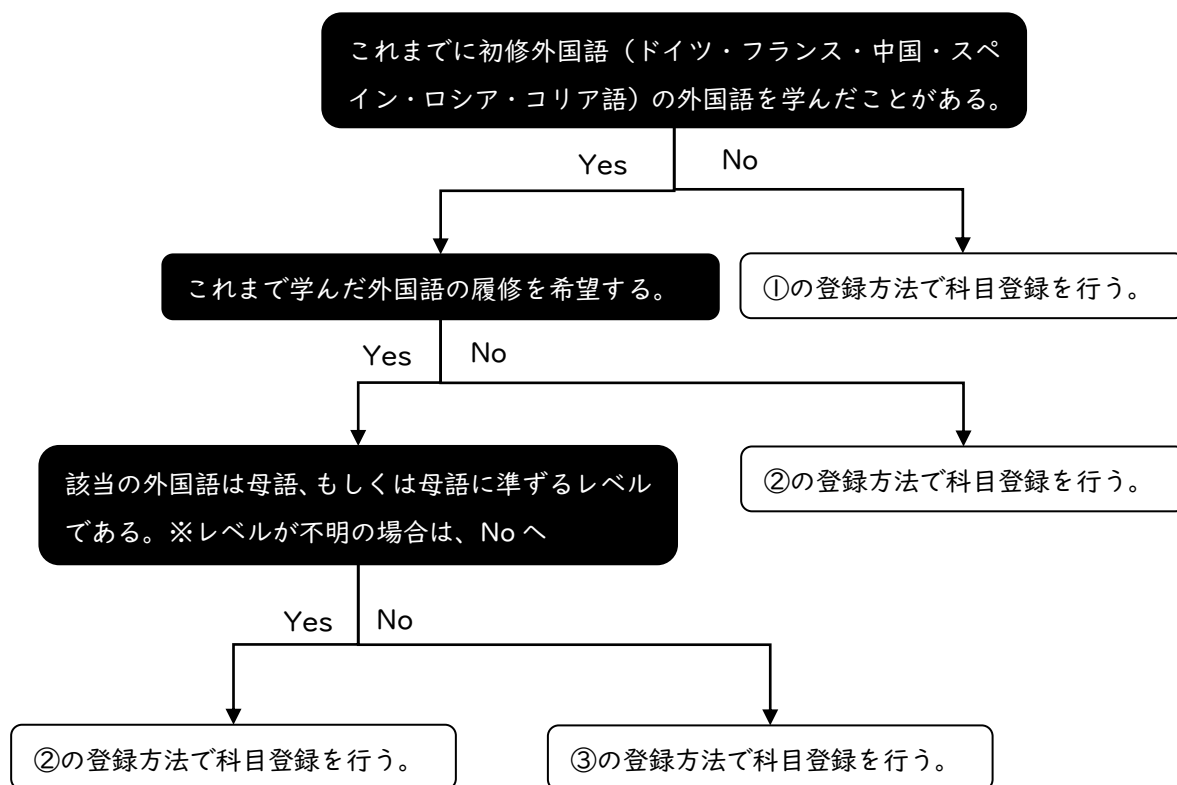 これまでに初修外国語（ドイツ・フランス・中国・スペ
イン・ロシア・コリア語）の外国語を学んだことがある。
Yes
No
これまで学んだ外国語の履修を希望する。
①の登録方法で科目登録を行う。
Yes
No
該当の外国語は母語、もしくは母語に準ずるレベル
である。※レベルが不明の場合は、No へ
②の登録方法で科目登録を行う。
Yes
No
②の登録方法で科目登録を行う。
③の登録方法で科目登録を行う。